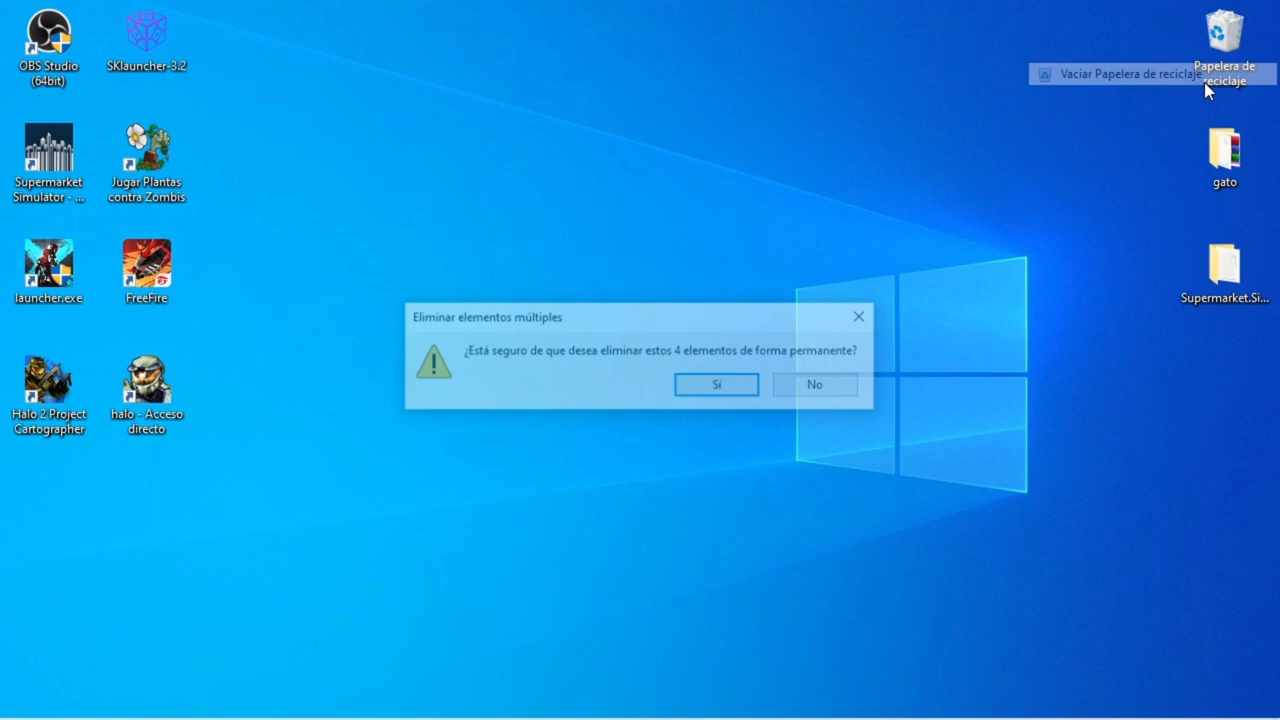 OBS Studio
(64bit)
SKlauncher-3.2
Supermarket
Simulator - ...
Jugar Plantas
contra Zombis
launcher.exe
FreeFire
Halo 2 Project
Cartographer
halo - Acceso
directo
Eliminar elementos múltiples
¿Está seguro de que desea eliminar estos 4 elementos de forma permanente?
Sí
No
Vaciar Papelera de reciclaje
Papelera de
reciclaje
gato
Supermarket.Si...